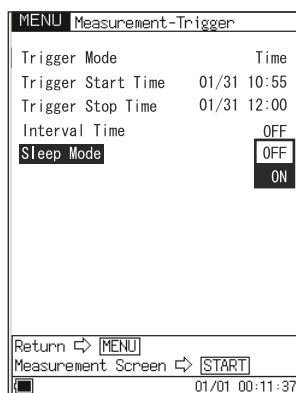 MENU Measurement-Trigger
Trigger Mode Time
Trigger Start Time 01/31 10:55
Trigger Stop Time 01/31 12:00
Interval Time OFF
Sleep Mode OFF
ON
Return ⇨ MENU
Measurement Screen ⇨ START
01/01 00:11:37